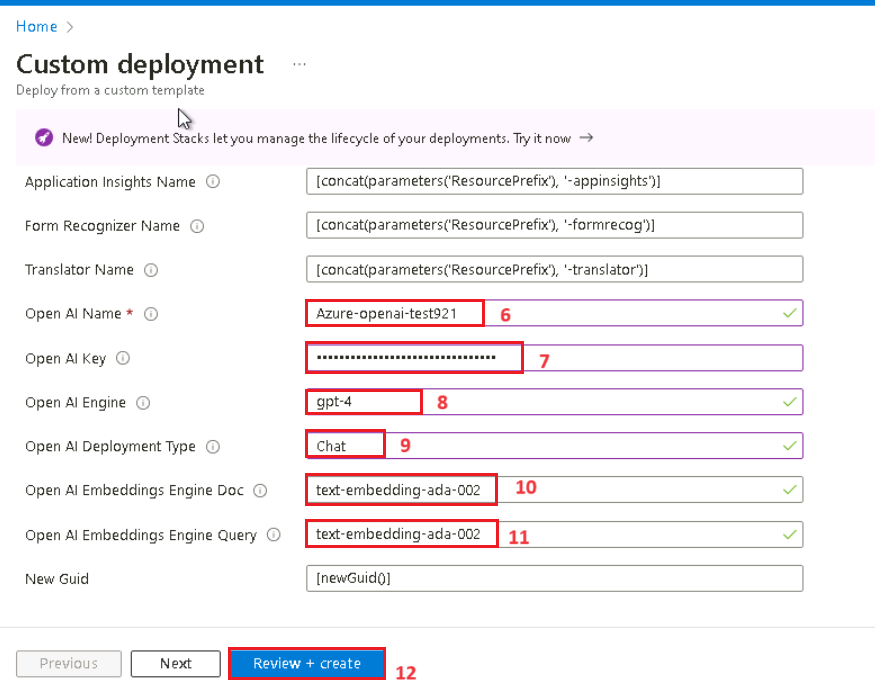 Home >
Custom deployment ...
Deploy from a custom template
New! Deployment Stacks let you manage the lifecycle of your deployments. Try it now →
Application Insights Name [concat(parameters('ResourcePrefix'), '-appinsights')]
Form Recognizer Name [concat(parameters('ResourcePrefix'), '-formrecog')]
Translator Name [concat(parameters('ResourcePrefix'), '-translator')]
Open AI Name * Azure-openai-test921 6
Open AI Key •••••••••••••••••••••••••••••••• 7
Open AI Engine gpt-4 8
Open AI Deployment Type Chat 9
Open AI Embeddings Engine Doc text-embedding-ada-002 10
Open AI Embeddings Engine Query text-embedding-ada-002 11
New Guid [newGuid()]
Previous Next Review + create 12